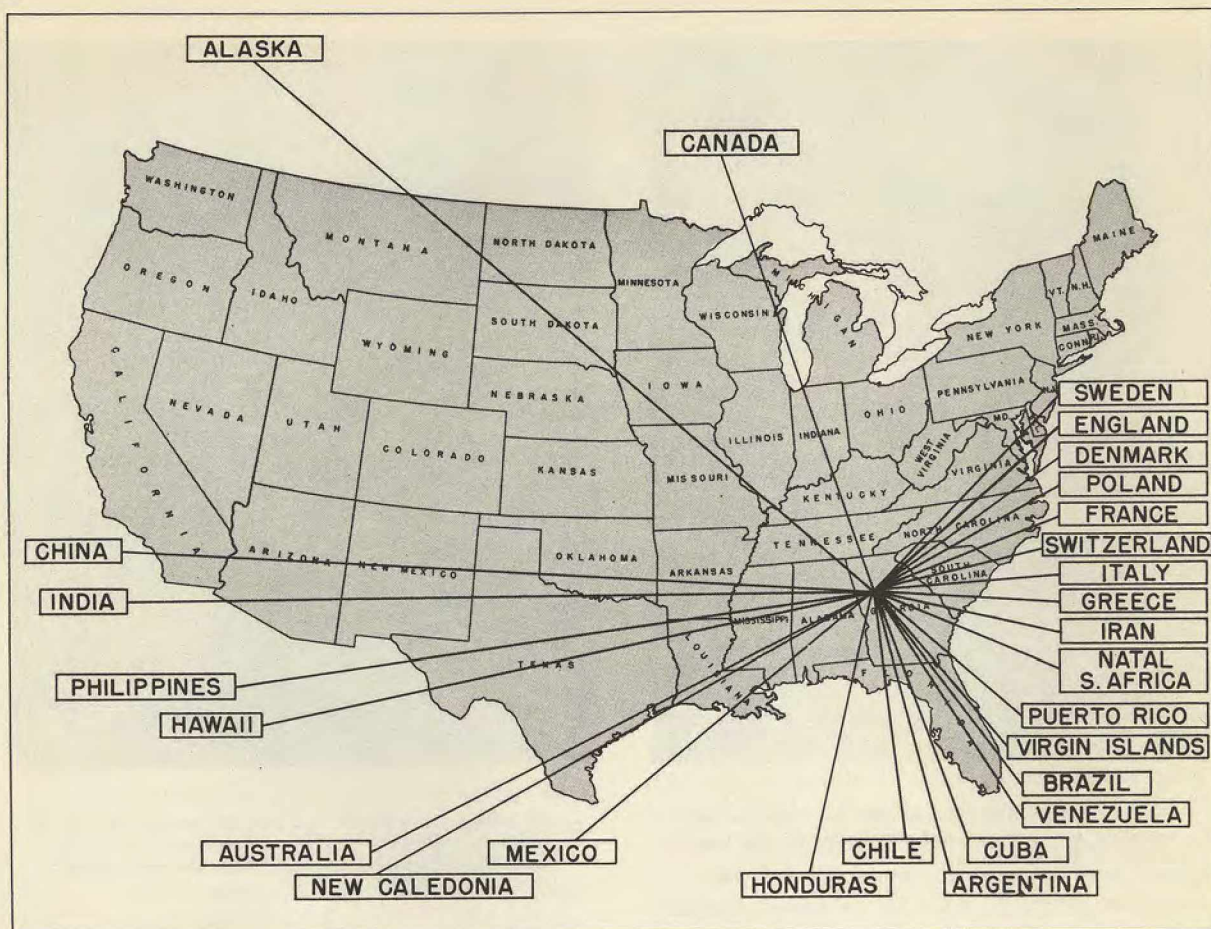 ALASKA
CANADA
WASHINGTON
MONTANA
NORTH DAKOTA
MINNESOTA
MICHIGAN
MAINE
OREGON
IDAHO
SOUTH DAKOTA
WISCONSIN
VT.
N.H.
NEW YORK
MASS.
CONN.
R.I.
WYOMING
CALIFORNIA
NEVADA
UTAH
NEBRASKA
IOWA
PENNSYLVANIA
N.J.
OHIO
INDIANA
ILLINOIS
MD.
COLORADO
KANSAS
MISSOURI
WEST
VIRGINIA
VIRGINIA
KENTUCKY
ARIZONA
NEW MEXICO
OKLAHOMA
ARKANSAS
TENNESSEE
NORTH CAROLINA
SOUTH
CAROLINA
TEXAS
LOUISIANA
MISSISSIPPI
ALABAMA
GEORGIA
FLORIDA
SWEDEN
ENGLAND
DENMARK
POLAND
FRANCE
SWITZERLAND
ITALY
GREECE
IRAN
NATAL
S. AFRICA
PUERTO RICO
VIRGIN ISLANDS
BRAZIL
VENEZUELA
CHINA
INDIA
PHILIPPINES
HAWAII
AUSTRALIA
NEW CALEDONIA
MEXICO
CHILE
CUBA
HONDURAS
ARGENTINA